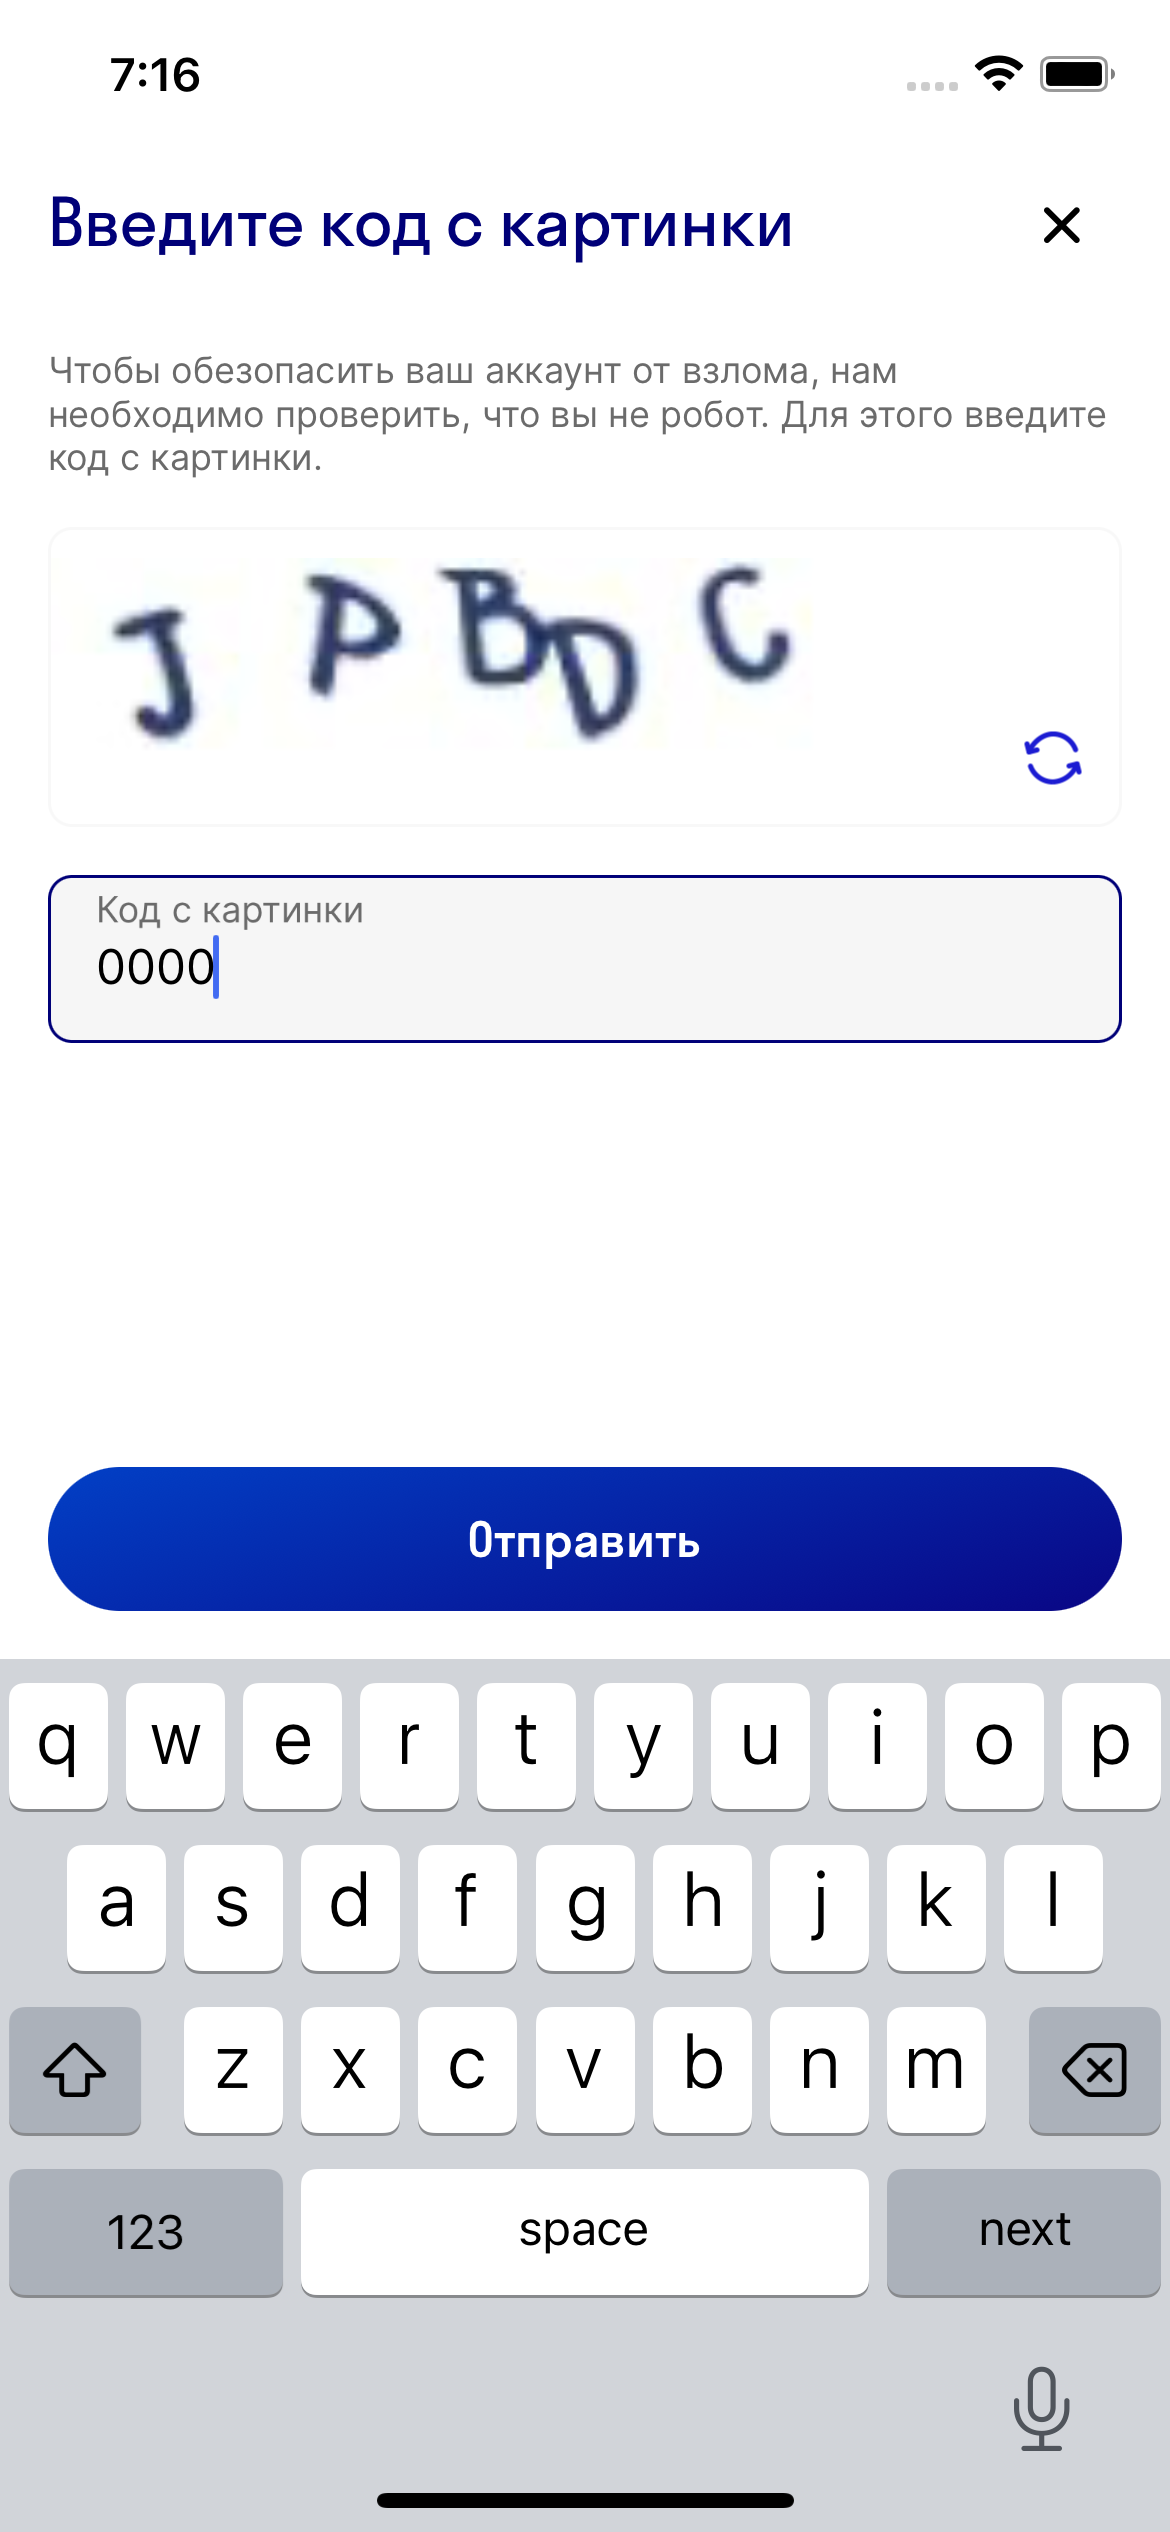 7:16
Введите код с картинки
Чтобы обезопасить ваш аккаунт от взлома, нам
необходимо проверить, что вы не робот. Для этого введите
код с картинки.
J P B D C
Код с картинки
0000
Отправить
q w e r t y u i o p
a s d f g h j k l
z x c v b n m
123 space next